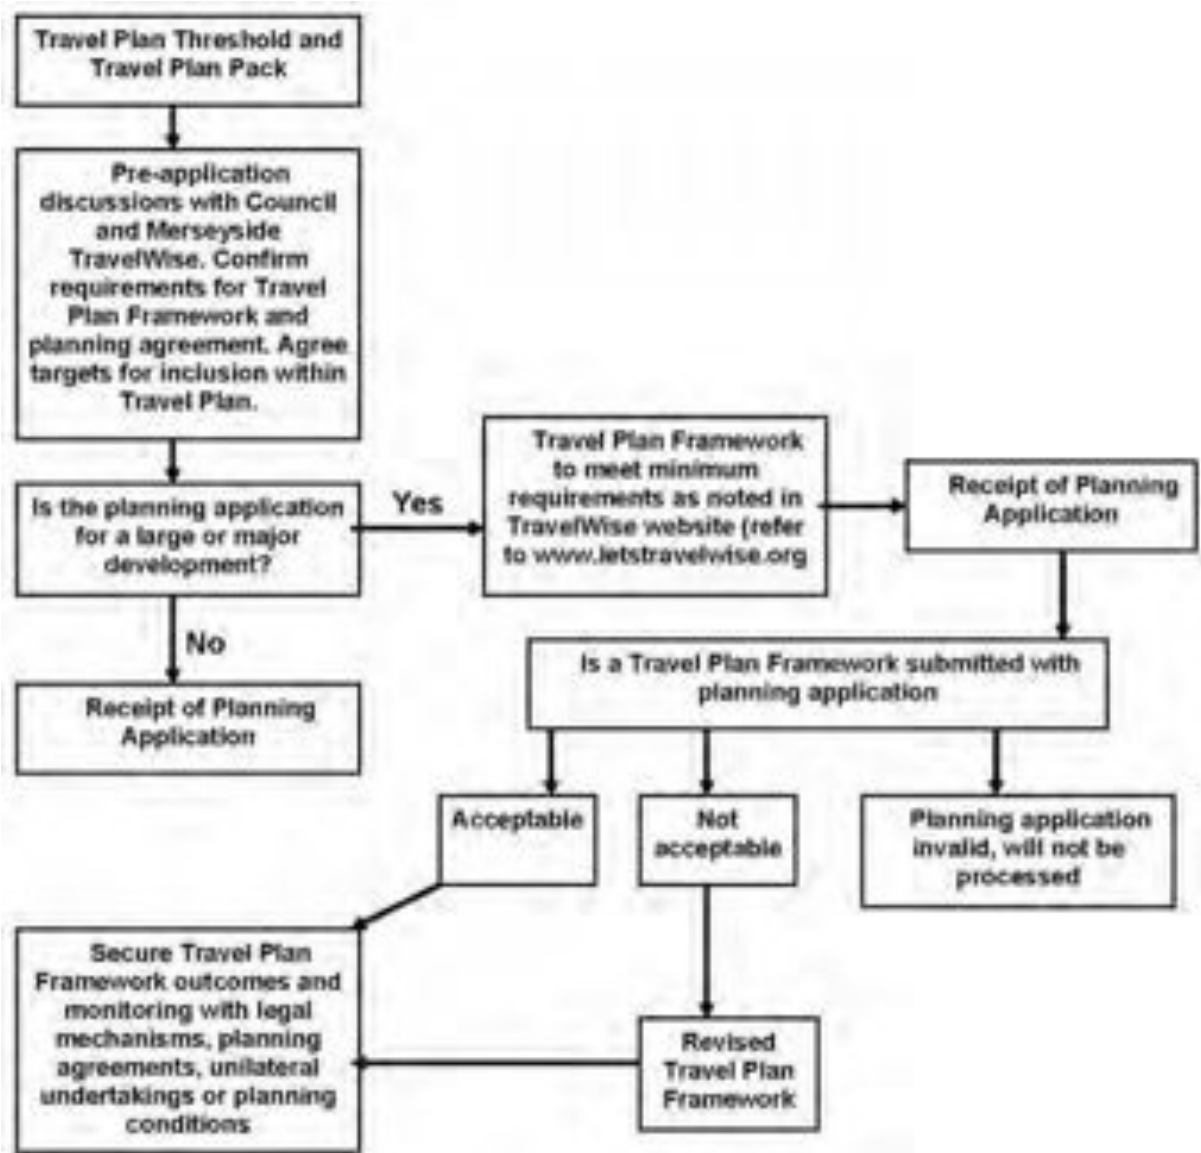 Travel Plan Threshold and
Travel Plan Pack
Pre-application
discussions with Council
and Merseyside
TravelWise. Confirm
requirements for Travel
Plan Framework and
planning agreement. Agree
targets for inclusion within
Travel Plan.
Is the planning application
for a large or major
development?
Yes
Travel Plan Framework
to meet minimum
requirements as noted in
TravelWise website (refer
to www.letstravelwise.org
Receipt of Planning
Application
No
Receipt of Planning
Application
Is a Travel Plan Framework submitted with
planning application
Acceptable
Not
acceptable
Planning application
invalid, will not be
processed
Secure Travel Plan
Framework outcomes and
monitoring with legal
mechanisms, planning
agreements, unilateral
undertakings or planning
conditions
Revised
Travel Plan
Framework